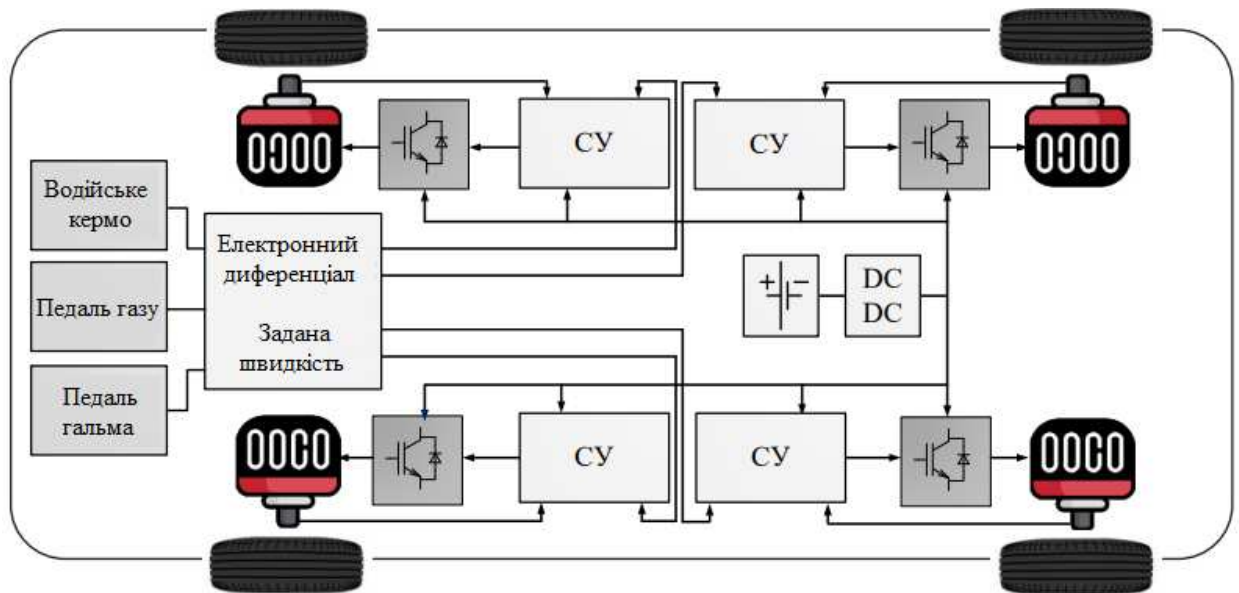 СУ
СУ
Водійське
кермо
Електронний
диференціал
Педаль газу
DC
DC
Задана
швидкість
Педаль
гальма
СУ
СУ